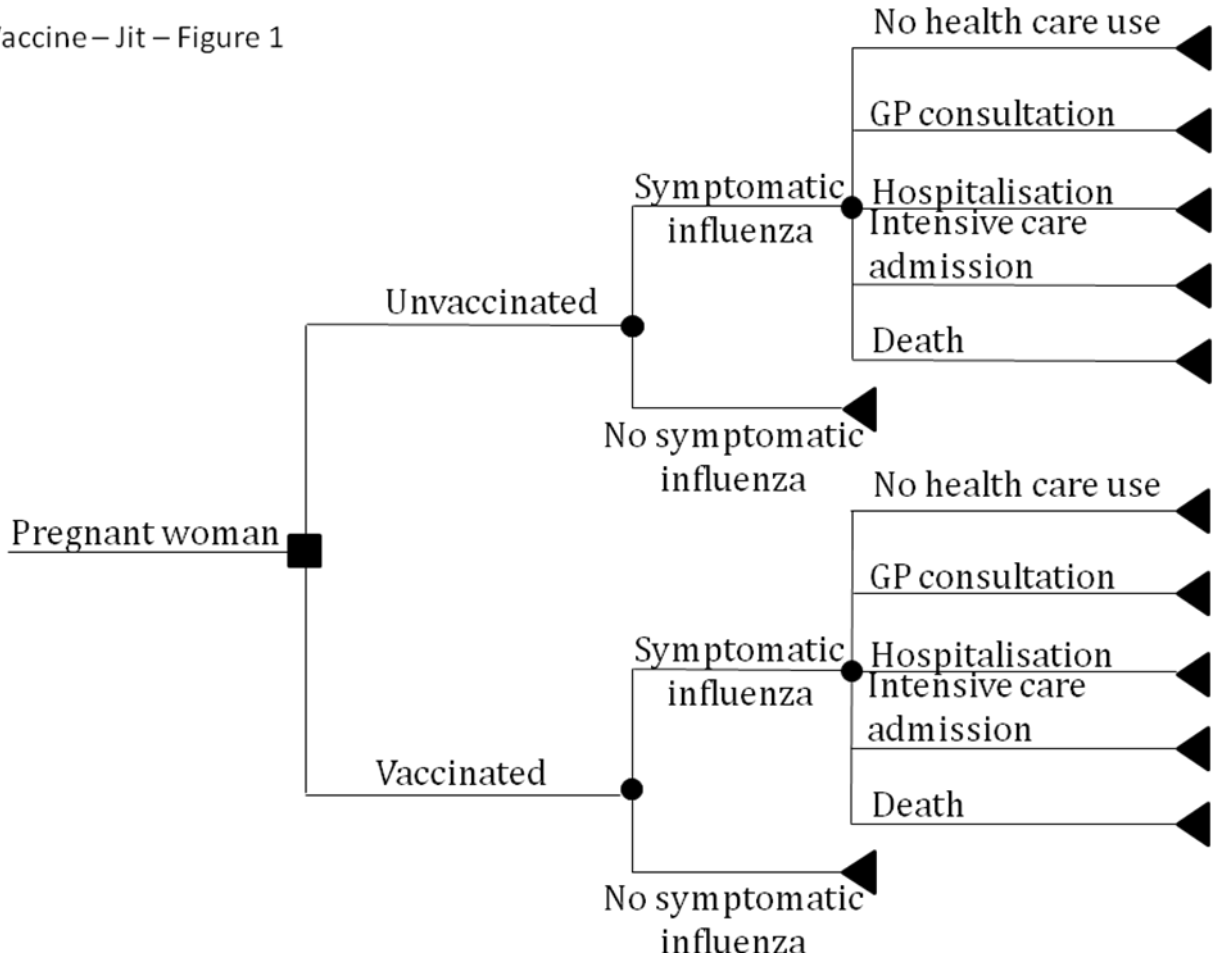 accine – Jit – Figure 1
No health care use
GP consultation
Symptomatic
influenza
Hospitalisation
Intensive care
admission
Death
Unvaccinated
No symptomatic
influenza
Pregnant woman
No health care use
GP consultation
Symptomatic
influenza
Hospitalisation
Intensive care
admission
Death
Vaccinated
No symptomatic
influenza